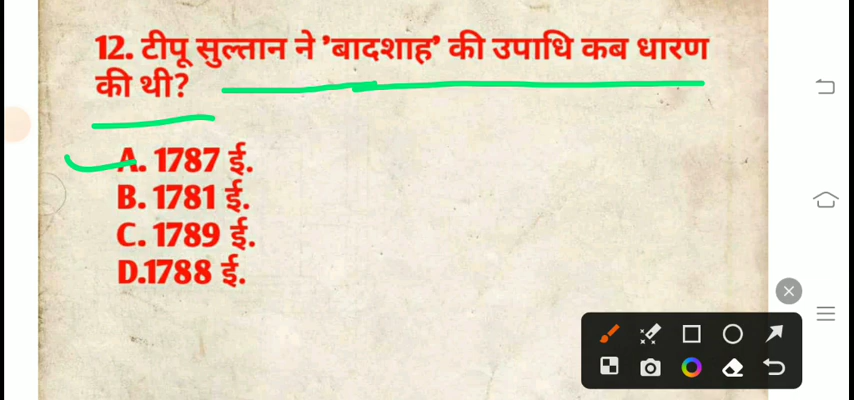 12. टीपू सुल्तान ने ’बादशाह’ की उपाधि कब धारण
की थी?
A. 1787 ई.
B. 1781 ई.
C. 1789 ई.
D.1788 ई.